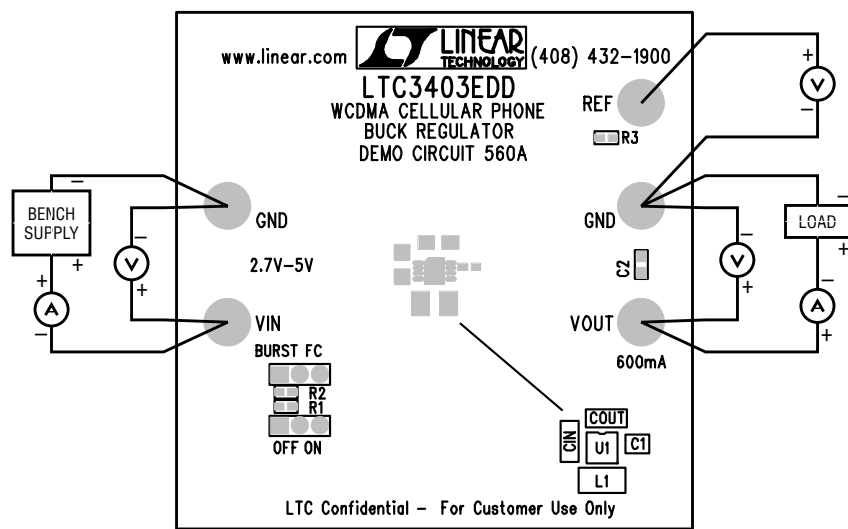 www.linear.com LT LINEAR TECHNOLOGY (408) 432-1900
LTC3403EDD
WCDMA CELLULAR PHONE
BUCK REGULATOR
DEMO CIRCUIT 560A
REF
R3
+
V
−
−
BENCH
SUPPLY
+
+
A
−
−
V
+
GND
2.7V-5V
VIN
GND
C2
VOUT
600mA
−
V
+
−
LOAD
+
−
A
+
BURST FC
R2
R1
OFF ON
COUT
CIN
U1
C1
L1
LTC Confidential - For Customer Use Only